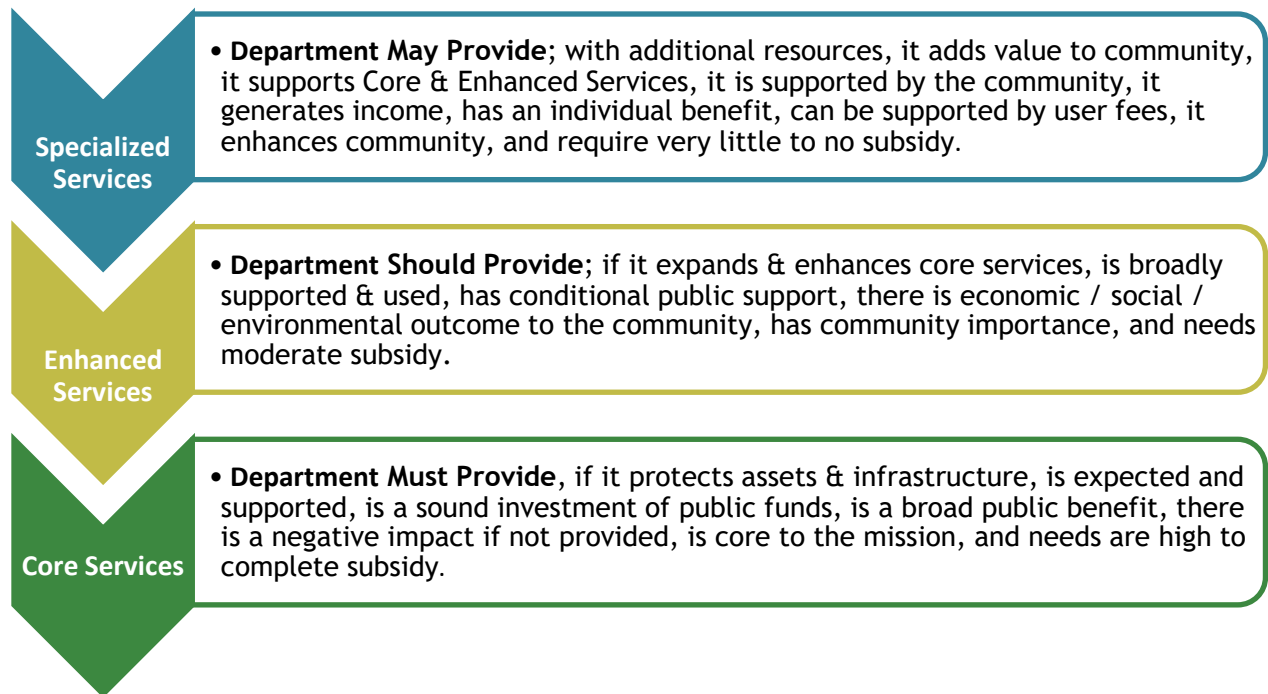 Specialized
Services
• Department May Provide; with additional resources, it adds value to community,
it supports Core & Enhanced Services, it is supported by the community, it
generates income, has an individual benefit, can be supported by user fees, it
enhances community, and require very little to no subsidy.
Enhanced
Services
• Department Should Provide; if it expands & enhances core services, is broadly
supported & used, has conditional public support, there is economic / social /
environmental outcome to the community, has community importance, and needs
moderate subsidy.
Core Services
• Department Must Provide, if it protects assets & infrastructure, is expected and
supported, is a sound investment of public funds, is a broad public benefit, there
is a negative impact if not provided, is core to the mission, and needs are high to
complete subsidy.